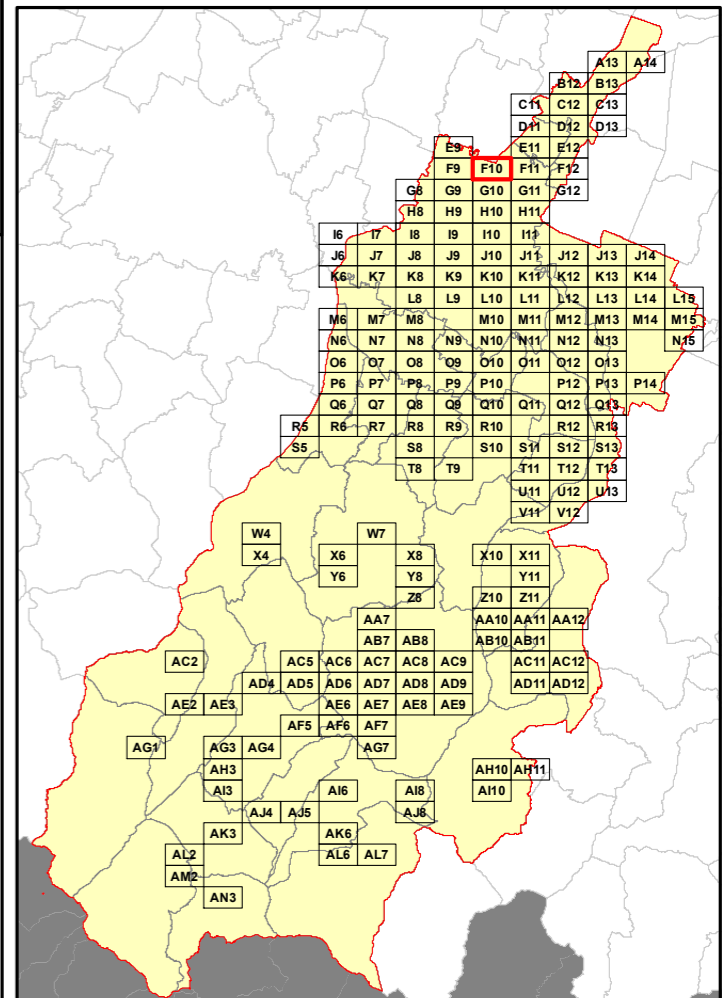 A13 A14
B12 B13
C11 C12 C13
D11 D12 D13
E9 E11 E12
F9 F10 F11 F12
G8 G9 G10 G11 G12
H8 H9 H10 H11
I6 I7 I8 I9 I10 I11
J6 J7 J8 J9 J10 J11 J12 J13 J14
K6 K7 K8 K9 K10 K11 K12 K13 K14
L8 L9 L10 L11 L12 L13 L14 L15
M6 M7 M8 M10 M11 M12 M13 M14 M15
N6 N7 N8 N9 N10 N11 N12 N13 N15
O6 O7 O8 O9 O10 O11 O12 O13
P6 P7 P8 P9 P10 P12 P13 P14
Q6 Q7 Q8 Q9 Q10 Q11 Q12 Q13
R5 R6 R7 R8 R9 R10 R12 R13
S5 S8 S10 S11 S12 S13
T8 T9 T11 T12 T13
U11 U12 U13
V11 V12
W4 W7
X4 X6 X8 X10 X11
Y6 Y8 Y11
Z8 Z10 Z11
AA7 AA10 AA11 AA12
AB7 AB8 AB10 AB11
AC2 AC5 AC6 AC7 AC8 AC9 AC11 AC12
AD4 AD5 AD6 AD7 AD8 AD9 AD11 AD12
AE2 AE3 AE6 AE7 AE8 AE9
AF5 AF6 AF7
AG1 AG3 AG4 AG7
AH3 AH10 AH11
AI3 AI6 AI8 AI10
AJ4 AJ5 AJ8
AK3 AK6
AL2 AL6 AL7
AM2
AN3